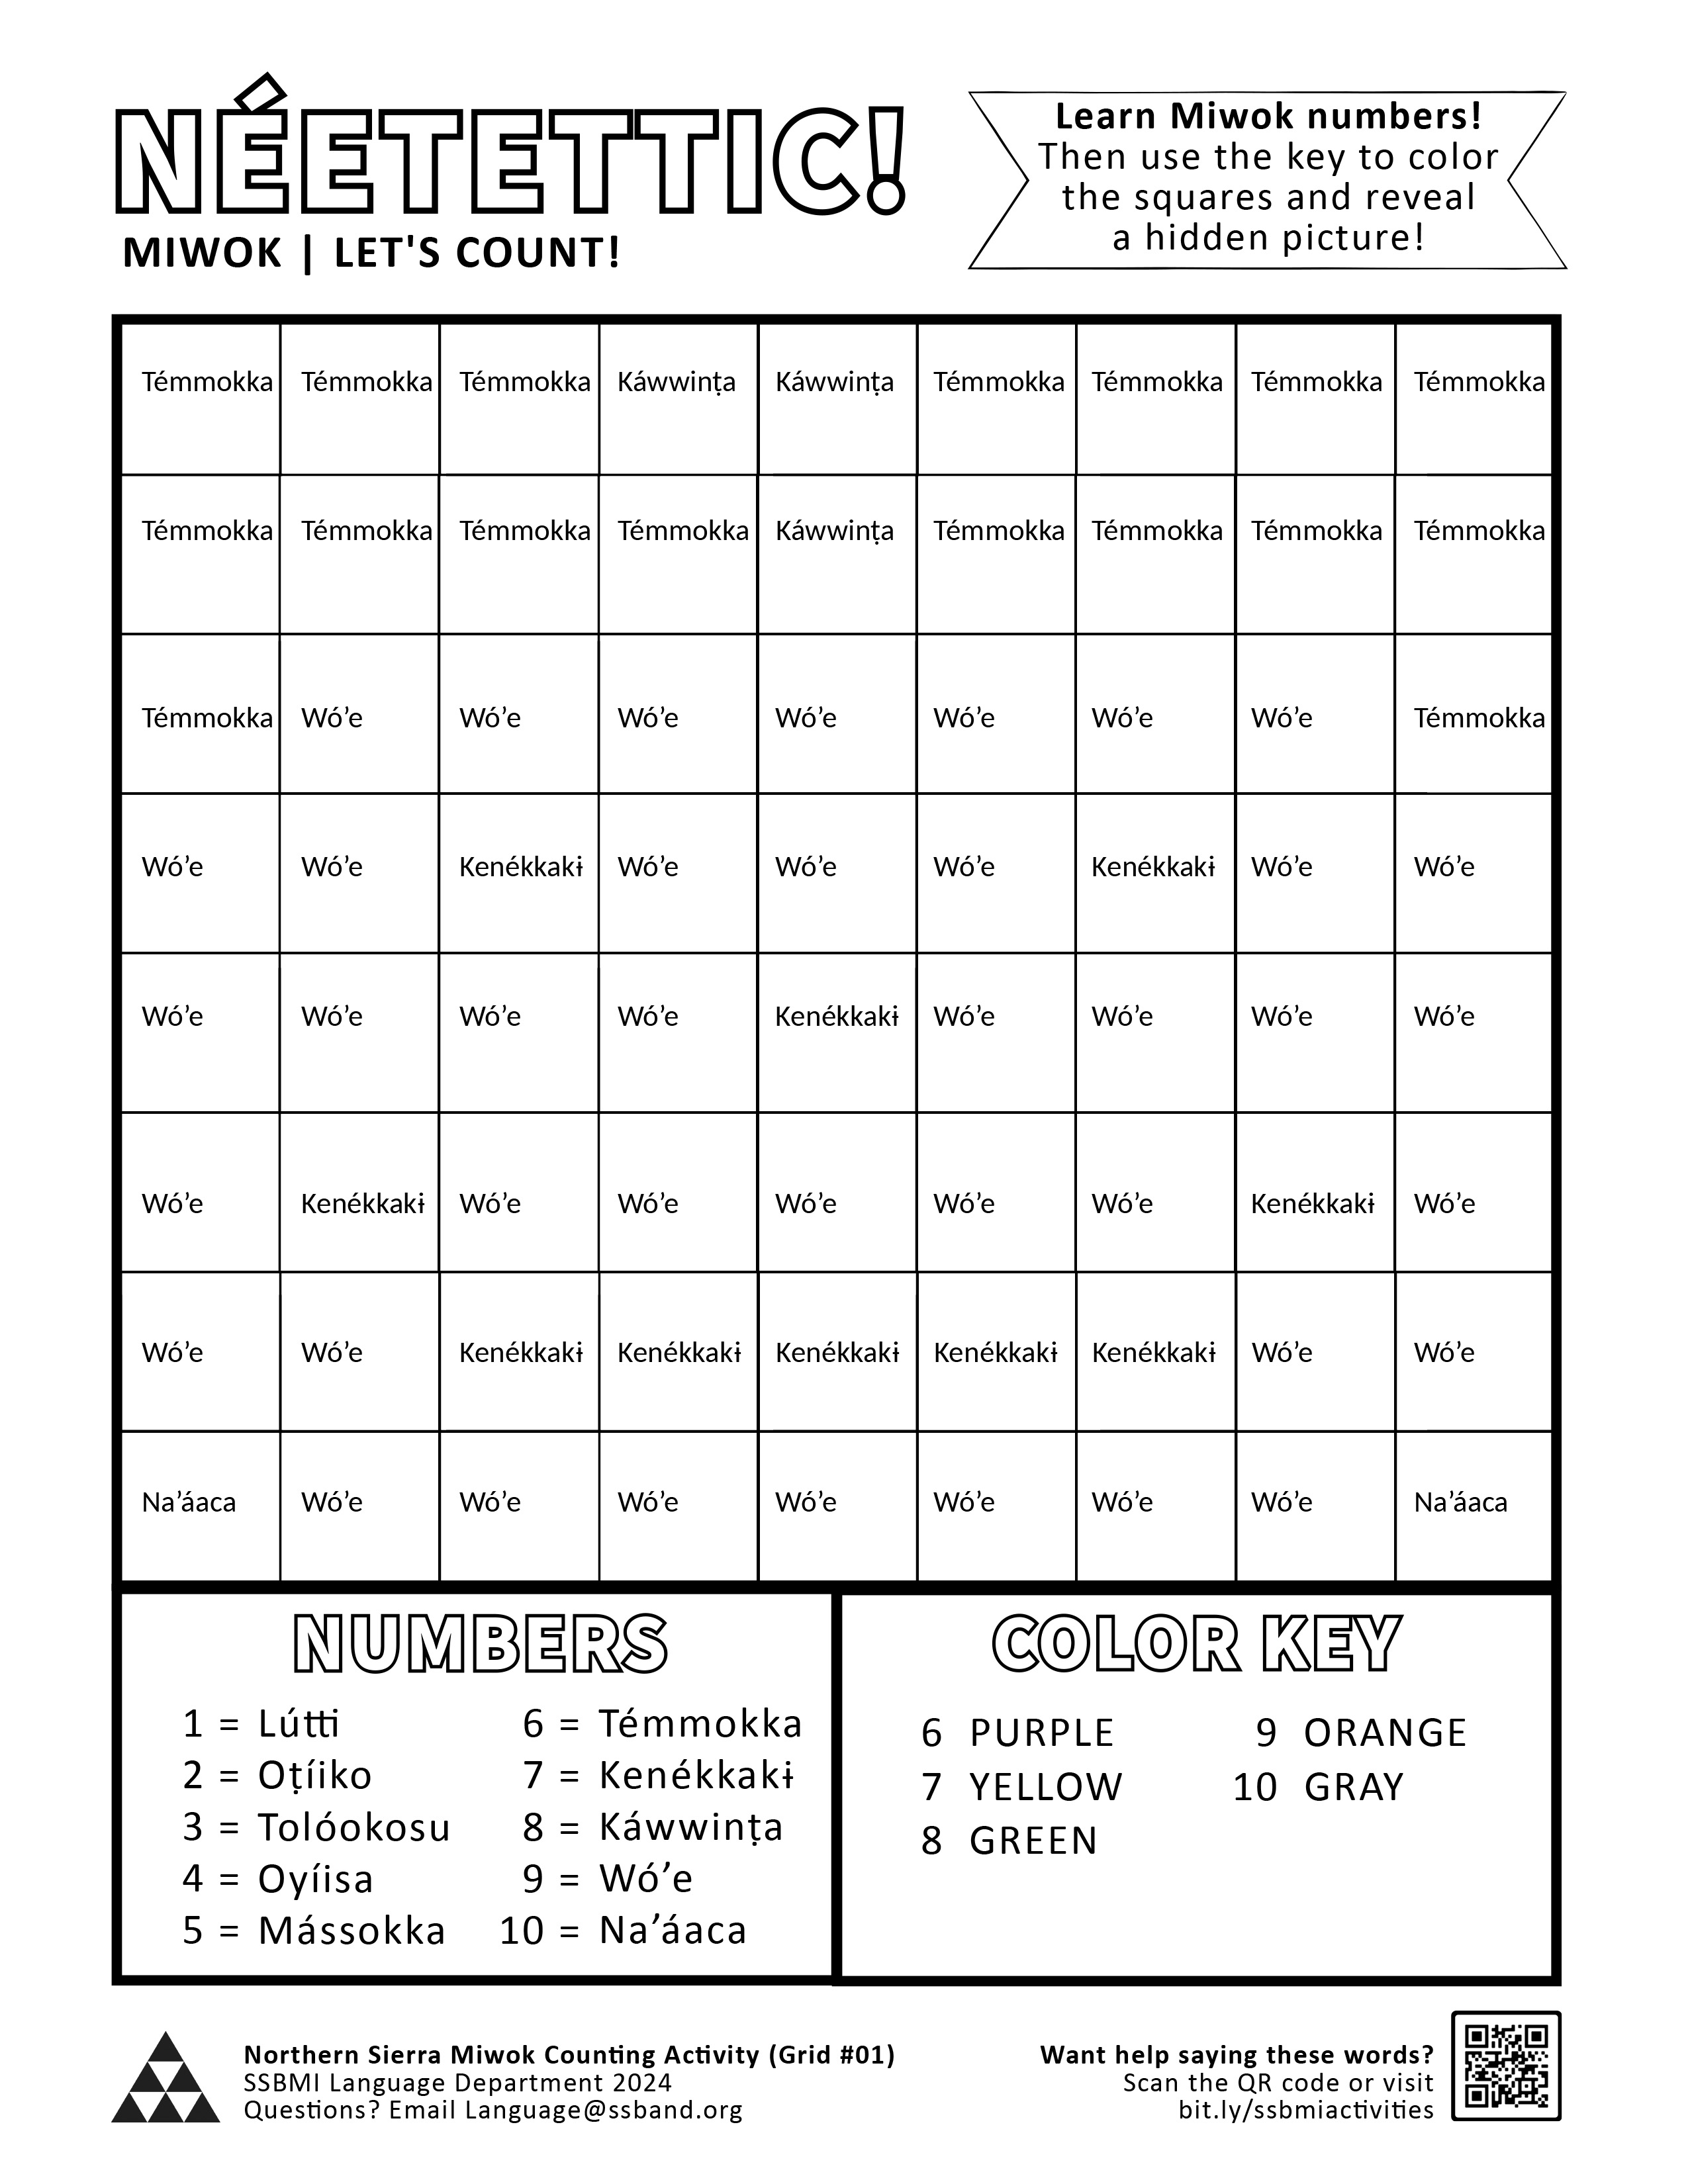 NÉETETTIC!
MIWOK | LET'S COUNT!
Learn Miwok numbers!
Then use the key to color
the squares and reveal
a hidden picture!
Témmokka Témmokka Témmokka Káwwinṭa Káwwinṭa Témmokka Témmokka Témmokka Témmokka
Témmokka Témmokka Témmokka Témmokka Káwwinṭa Témmokka Témmokka Témmokka Témmokka
Témmokka Wó’e Wó’e Wó’e Wó’e Wó’e Wó’e Wó’e Témmokka
Wó’e Wó’e Kenékkakɨ Wó’e Wó’e Wó’e Kenékkakɨ Wó’e Wó’e
Wó’e Wó’e Wó’e Wó’e Kenékkakɨ Wó’e Wó’e Wó’e Wó’e
Wó’e Kenékkakɨ Wó’e Wó’e Wó’e Wó’e Wó’e Kenékkakɨ Wó’e
Wó’e Wó’e Kenékkakɨ Kenékkakɨ Kenékkakɨ Kenékkakɨ Kenékkakɨ Wó’e Wó’e
Na’áaca Wó’e Wó’e Wó’e Wó’e Wó’e Wó’e Wó’e Na’áaca
NUMBERS
1 = Lútti
2 = Oṭíiko
3 = Tolóokosu
4 = Oyíisa
5 = Mássokka
6 = Témmokka
7 = Kenékkakɨ
8 = Káwwinṭa
9 = Wó’e
10 = Na’áaca
COLOR KEY
6 PURPLE
7 YELLOW
8 GREEN
9 ORANGE
10 GRAY
Northern Sierra Miwok Counting Activity (Grid #01)
SSBMI Language Department 2024
Questions? Email Language@ssband.org
Want help saying these words?
Scan the QR code or visit
bit.ly/ssbmiactivities